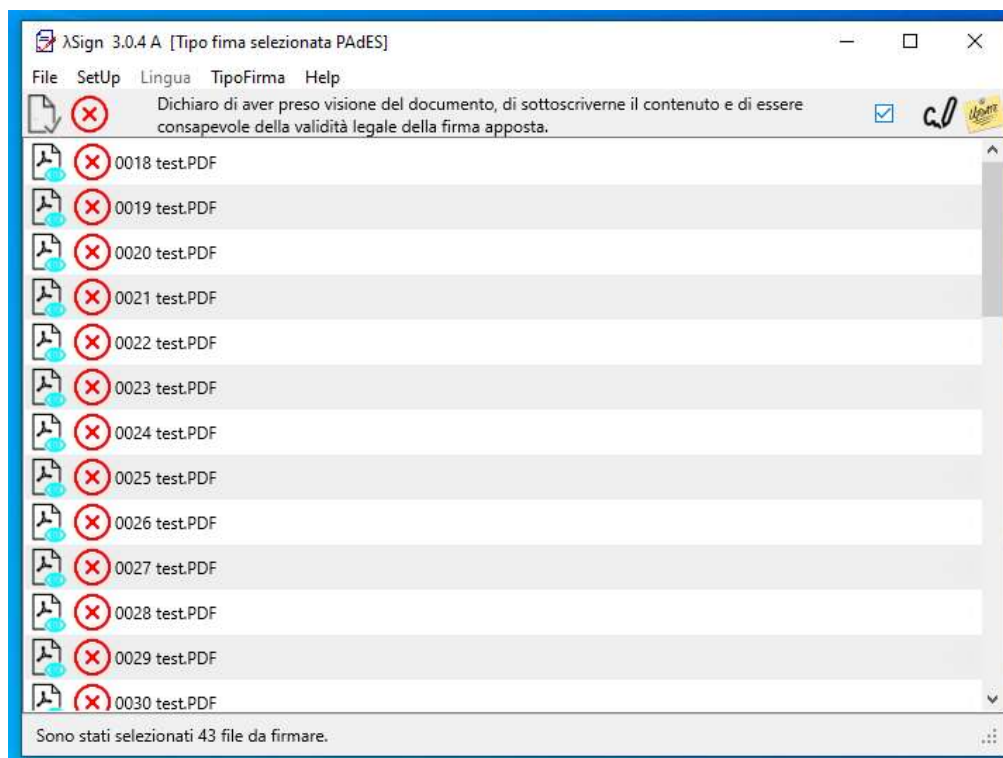 λSign 3.0.4 A [Tipo fima selezionata PAdES]
File SetUp Lingua TipoFirma Help
Dichiaro di aver preso visione del documento, di sottoscriverne il contenuto e di essere
consapevole della validità legale della firma apposta.
Update
0018 test.PDF
0019 test.PDF
0020 test.PDF
0021 test.PDF
0022 test.PDF
0023 test.PDF
0024 test.PDF
0025 test.PDF
0026 test.PDF
0027 test.PDF
0028 test.PDF
0029 test.PDF
0030 test.PDF
Sono stati selezionati 43 file da firmare.